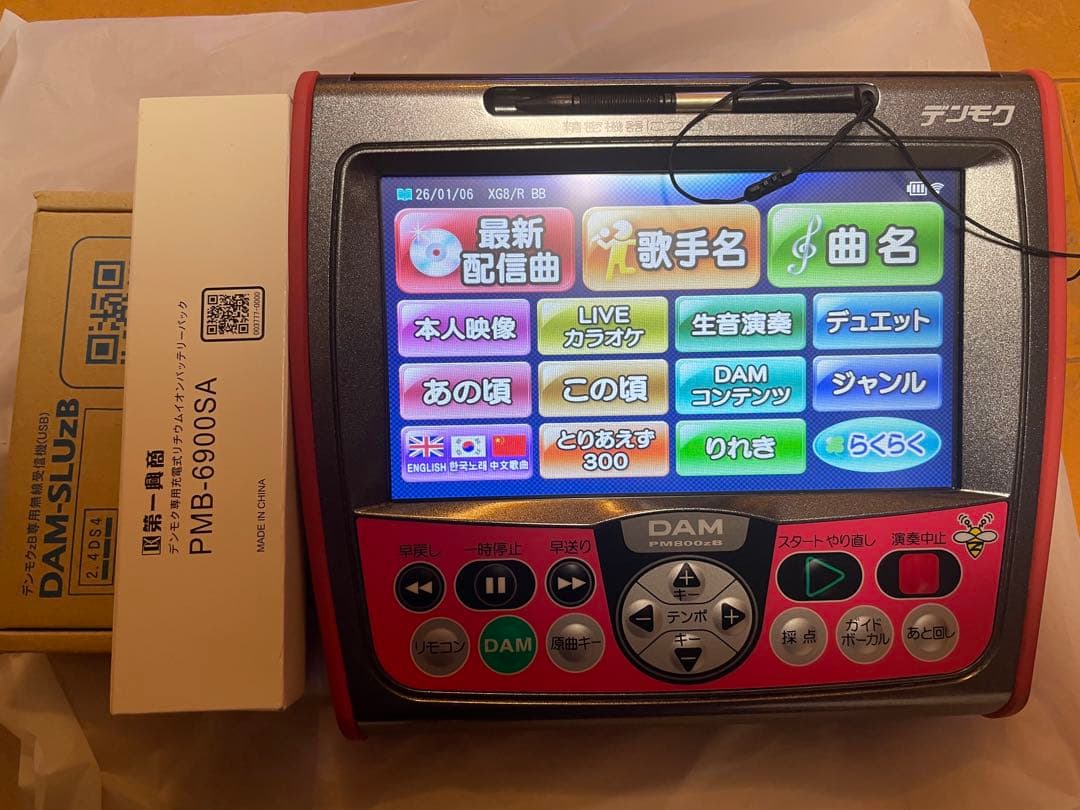 デンモクzB専用無線受信機(USB)
DAM-SLUzB
2.4DS4
第一興商
デンモク専用充電式リチウムイオンバッテリーパック
PMB-6900SA
MADE IN CHINA
003777-0000
精密機器
デンモク
26/01/06 XG8/R BB
最新
配信曲
歌手名
曲名
本人映像
LIVE
カラオケ
生音演奏
デュエット
あの頃
この頃
DAM
コンテンツ
ジャンル
ENGLISH 한국노래 中文歌曲
とりあえず
300
りれき
らくらく
DAM
PM800zB
早戻し
一時停止
早送り
スタート
やり直し
演奏中止
リモコン
DAM
原曲キー
キー
テンポ
キー
採点
ガイド
ボーカル
あと回し